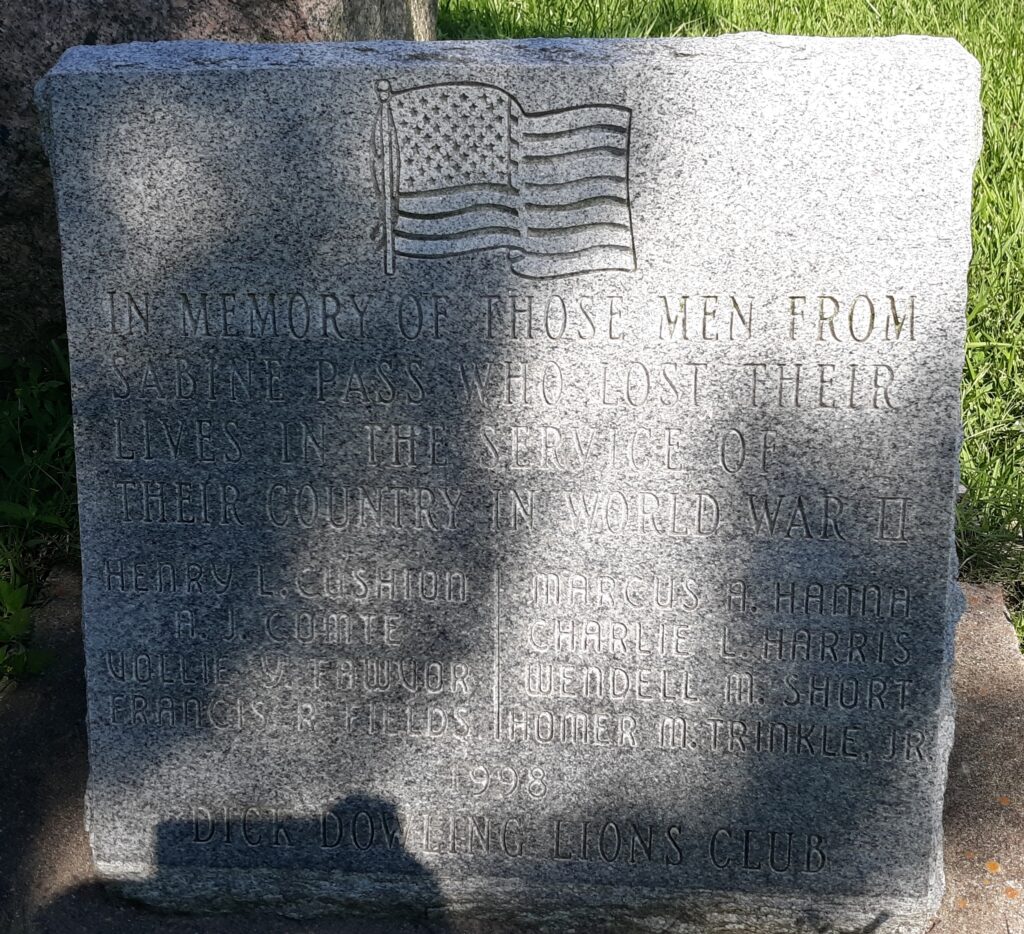 IN MEMORY OF THOSE MEN FROM
SABINE PASS WHO LOST THEIR
LIVES IN THE SERVICE OF
THEIR COUNTRY IN WORLD WAR II
HENRY L. CUSHION
A. J. COMTE
VOLLIE V. FAWVOR
FRANCIS R. FIELDS
MARCUS A. HANNA
CHARLIE L. HARRIS
WENDELL M. SHORT
HOMER M. TRINKLE, JR
1998
DICK DOWLING LIONS CLUB